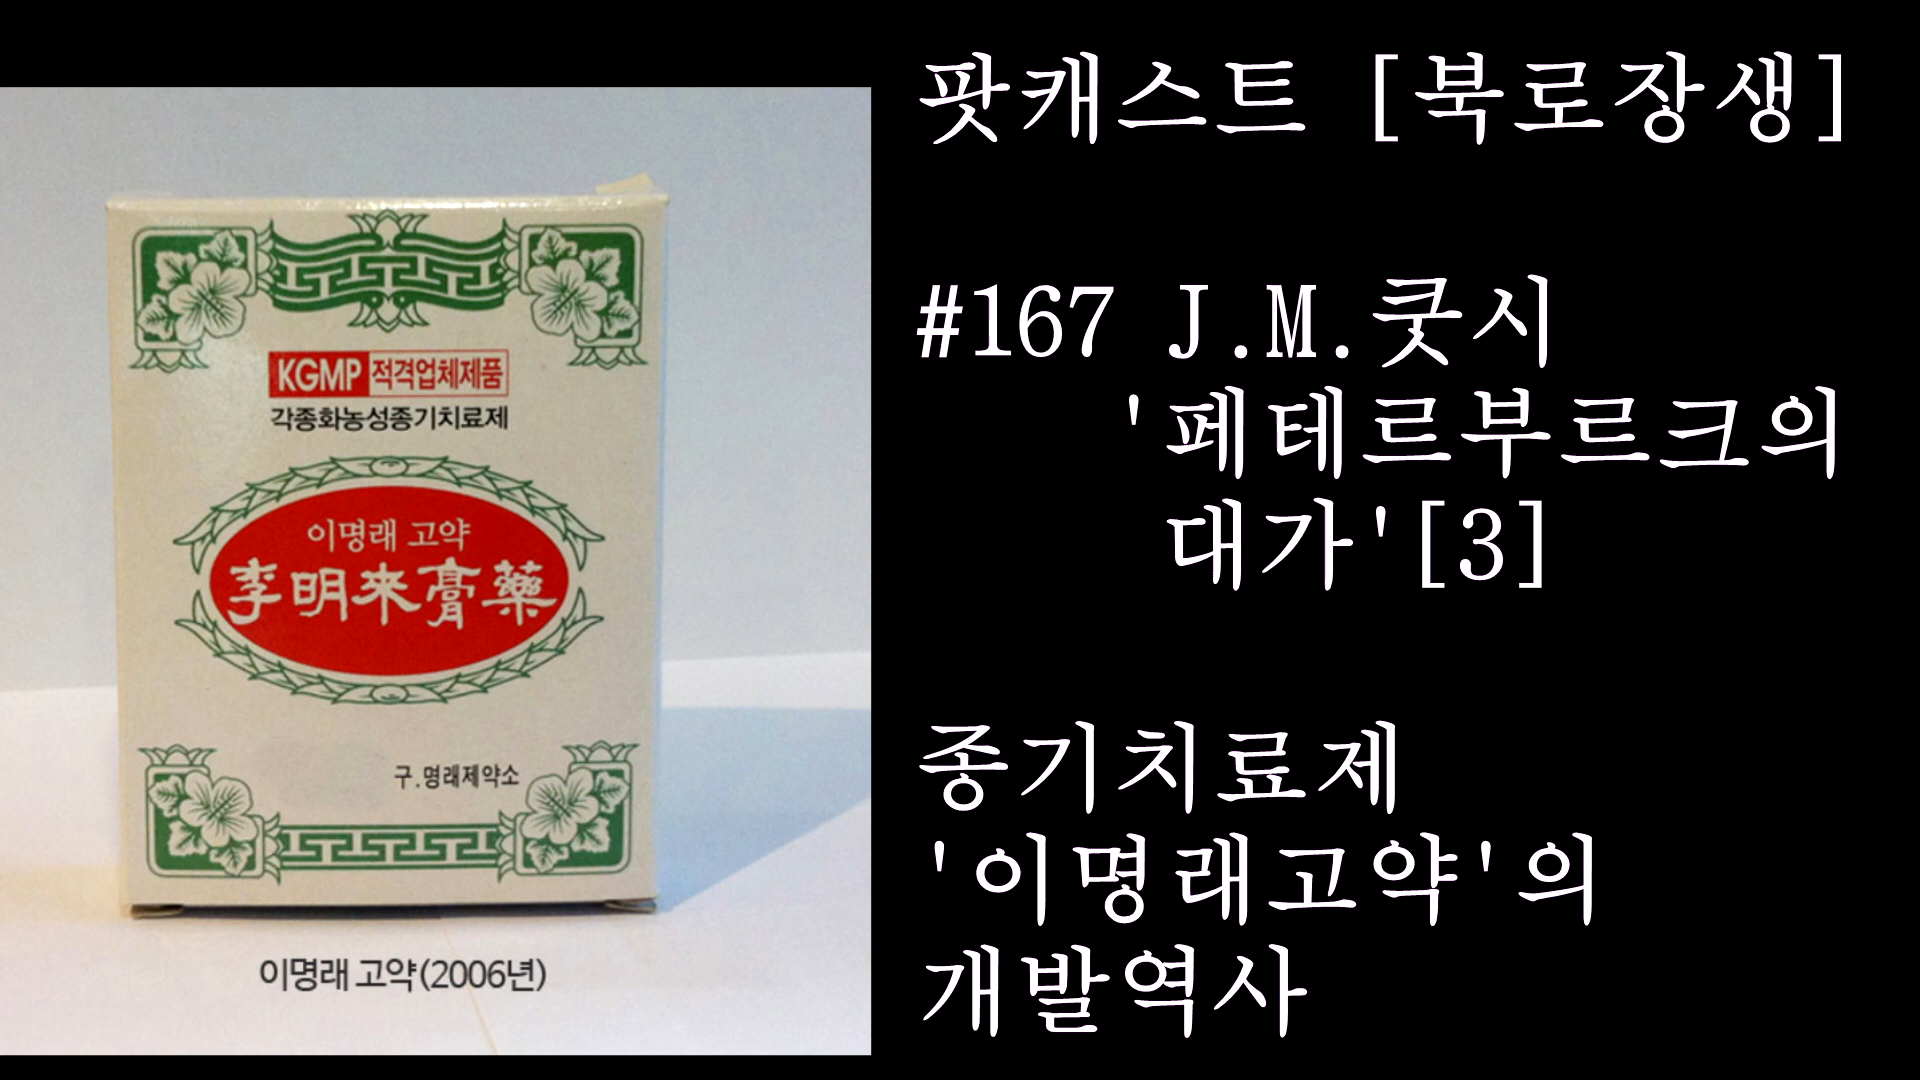 팟캐스트 [북로장생]
#167 J.M.쿳시
'페테르부르크의
대가'[3]
종기치료제
'이명래고약'의
개발역사
KGMP 적격업체제품
각종화농성종기치료제
이명래 고약
李明來膏藥
구.명래제약소
이명래 고약(2006년)